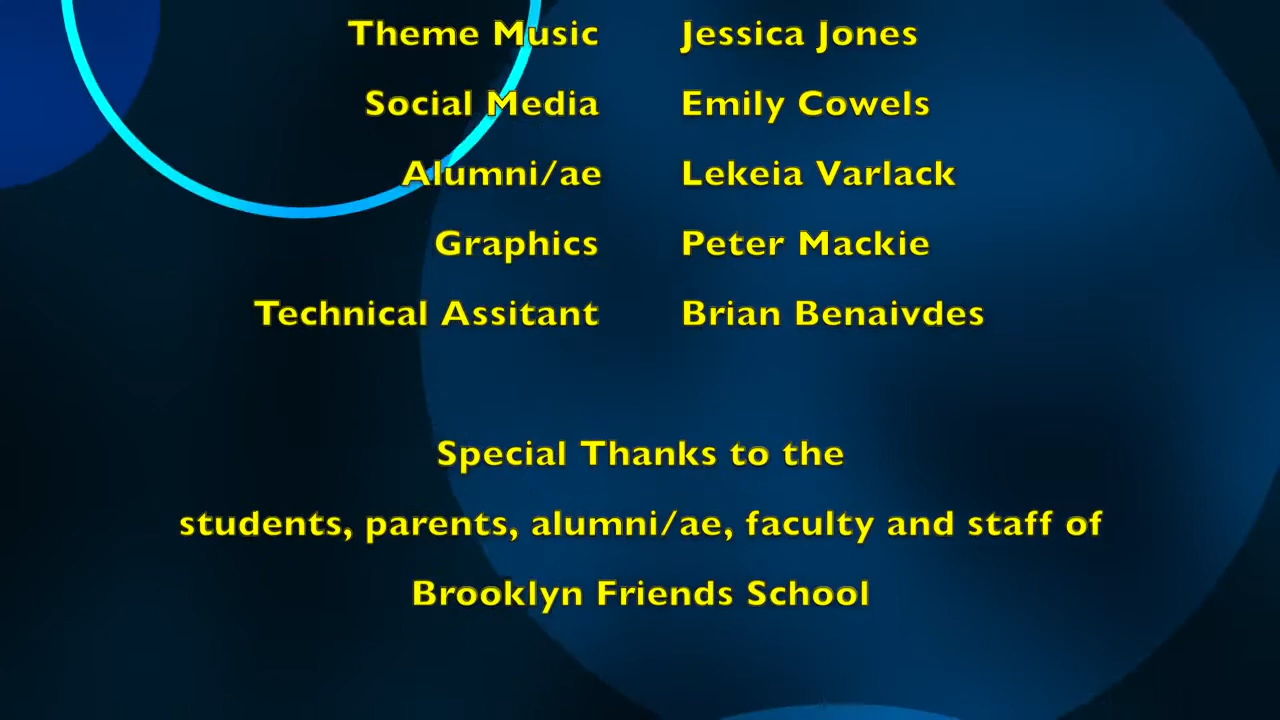 Theme Music Jessica Jones
Social Media Emily Cowels
Alumni/ae Lekeia Varlack
Graphics Peter Mackie
Technical Assitant Brian Benaivdes
Special Thanks to the
students, parents, alumni/ae, faculty and staff of
Brooklyn Friends School